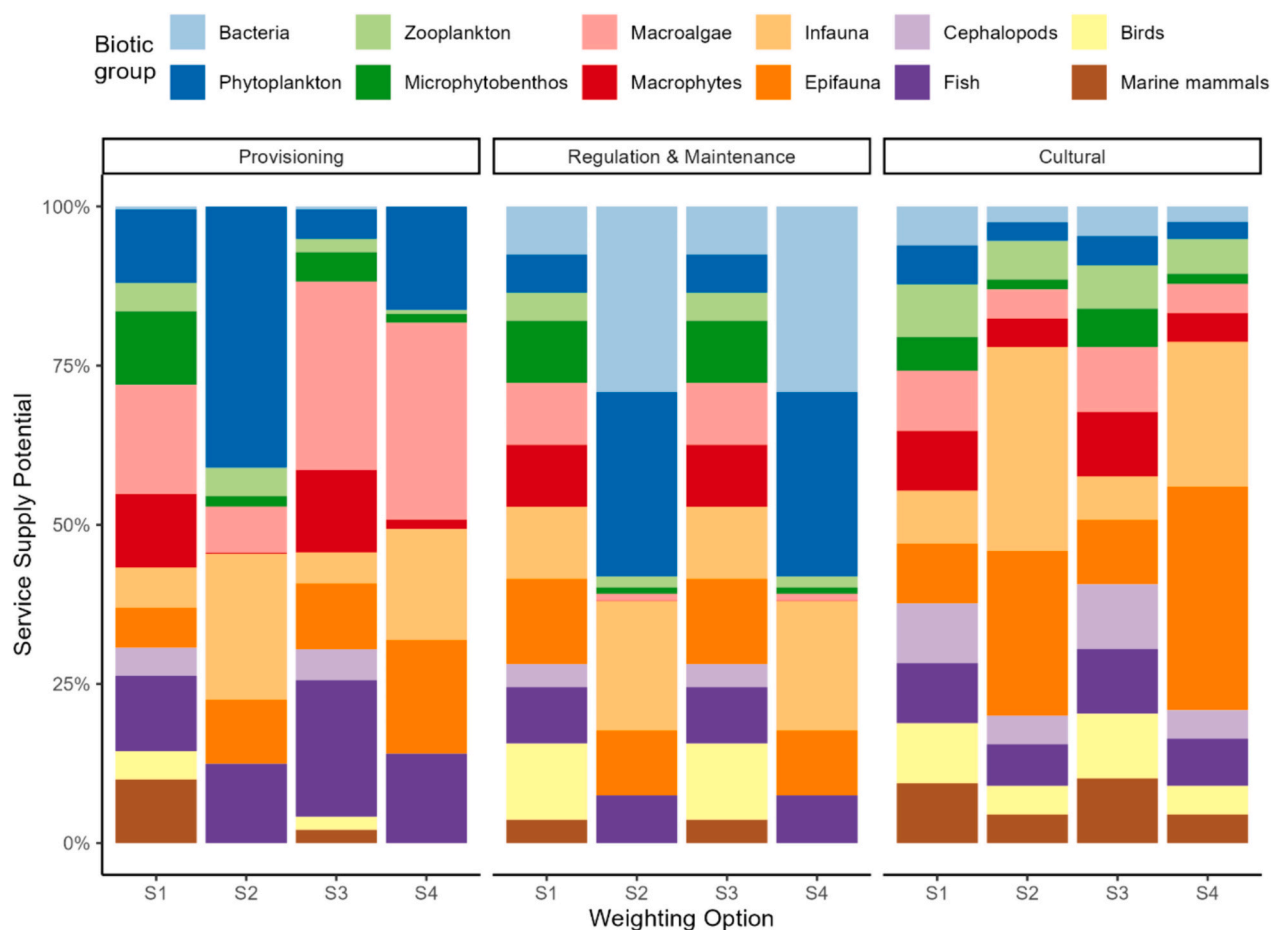 Biotic group
Bacteria Zooplankton Macroalgae Infauna Cephalopods Birds
Phytoplankton Microphytobenthos Macrophytes Epifauna Fish Marine mammals
Provisioning Regulation & Maintenance Cultural
100%
75%
50%
25%
0%
Service Supply Potential
S1 S2 S3 S4 S1 S2 S3 S4 S1 S2 S3 S4
Weighting Option